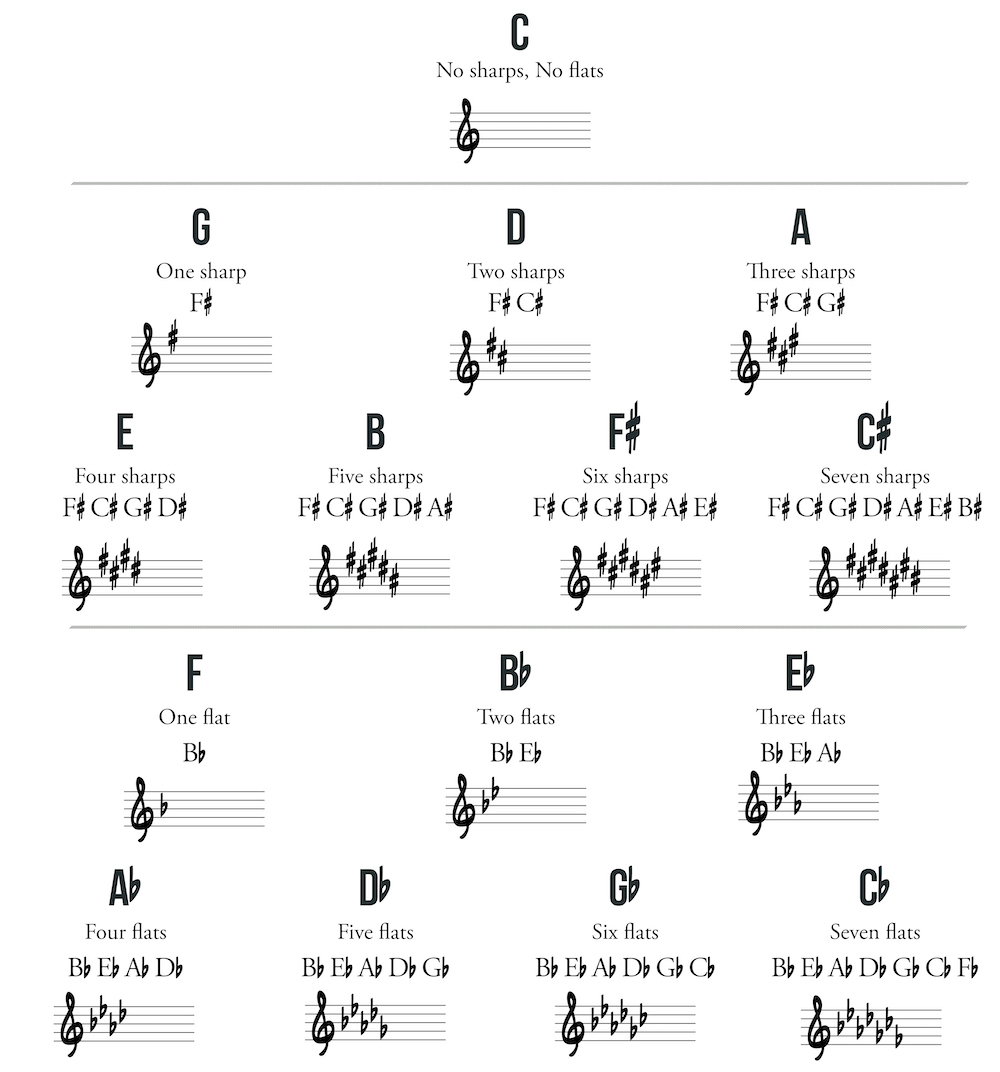 C
No sharps, No flats
G D A
One sharp Two sharps Three sharps
F♯ F♯ C♯ F♯ C♯ G♯
E B F♯ C♯
Four sharps Five sharps Six sharps Seven sharps
F♯ C♯ G♯ D♯ F♯ C♯ G♯ D♯ A♯ F♯ C♯ G♯ D♯ A♯ E♯ F♯ C♯ G♯ D♯ A♯ E♯ B♯
F B♭ E♭
One flat Two flats Three flats
B♭ B♭ E♭ B♭ E♭ A♭
A♭ D♭ G♭ C♭
Four flats Five flats Six flats Seven flats
B♭ E♭ A♭ D♭ B♭ E♭ A♭ D♭ G♭ B♭ E♭ A♭ D♭ G♭ C♭ B♭ E♭ A♭ D♭ G♭ C♭ F♭